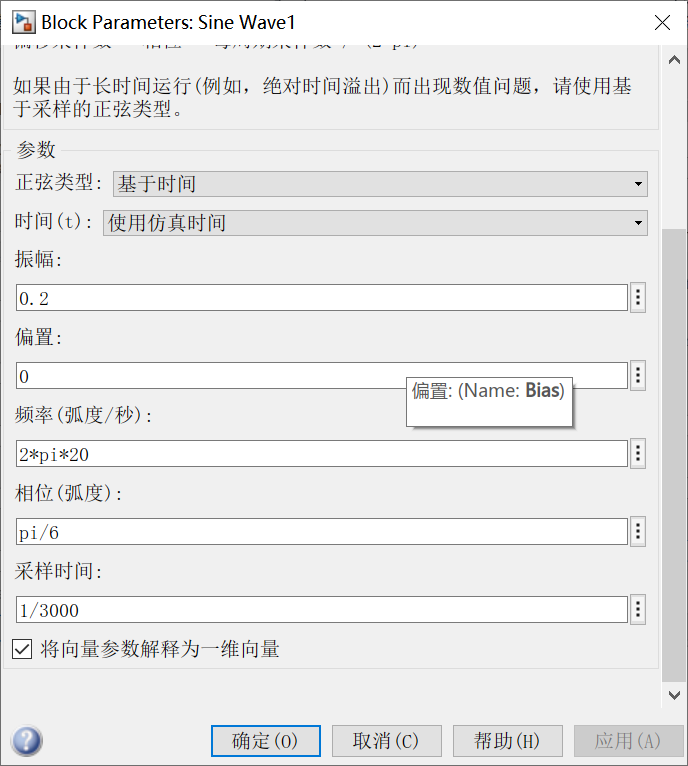 Block Parameters: Sine Wave1
如果由于长时间运行(例如，绝对时间溢出)而出现数值问题，请使用基
于采样的正弦类型。
参数
正弦类型: 基于时间
时间(t): 使用仿真时间
振幅:
0.2
偏置:
0
偏置: (Name: Bias)
频率(弧度/秒):
2*pi*20
相位(弧度):
pi/6
采样时间:
1/3000
将向量参数解释为一维向量
确定(O) 取消(C) 帮助(H) 应用(A)